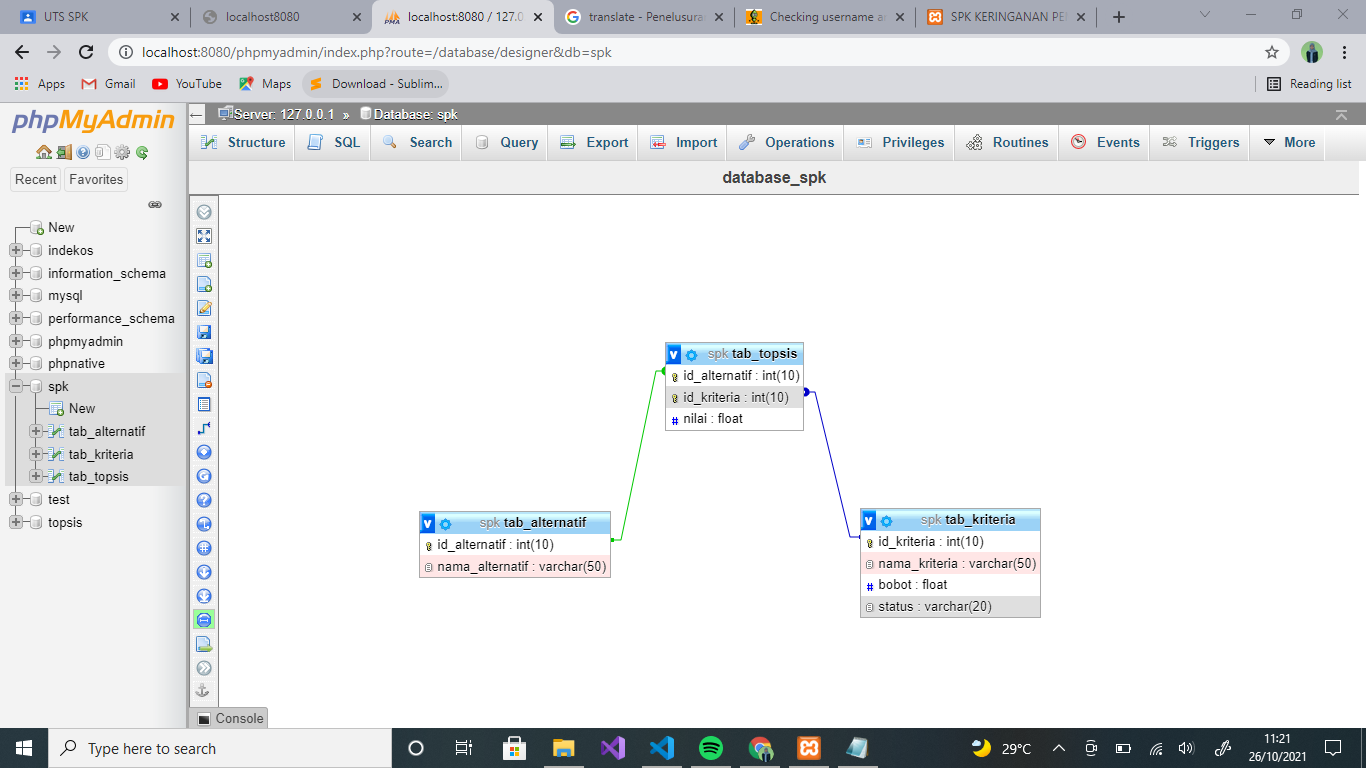 UTS SPK
localhost8080
localhost:8080 / 127.0
translate - Penelusura
Checking username a
SPK KERINGANAN PE
localhost:8080/phpmyadmin/index.php?route=/database/designer&db=spk
Apps
Gmail
YouTube
Maps
Download - Sublim...
Reading list
phpMyAdmin
Recent
Favorites
New
indekos
information_schema
mysql
performance_schema
phpmyadmin
phpnative
spk
New
tab_alternatif
tab_kriteria
tab_topsis
test
topsis
Server: 127.0.0.1 » Database: spk
Structure
SQL
Search
Query
Export
Import
Operations
Privileges
Routines
Events
Triggers
More
database_spk
v spk tab_topsis
id_alternatif : int(10)
id_kriteria : int(10)
# nilai : float
v spk tab_alternatif
id_alternatif : int(10)
nama_alternatif : varchar(50)
v spk tab_kriteria
id_kriteria : int(10)
nama_kriteria : varchar(50)
# bobot : float
status : varchar(20)
Console
Type here to search
29°C
11:21
26/10/2021